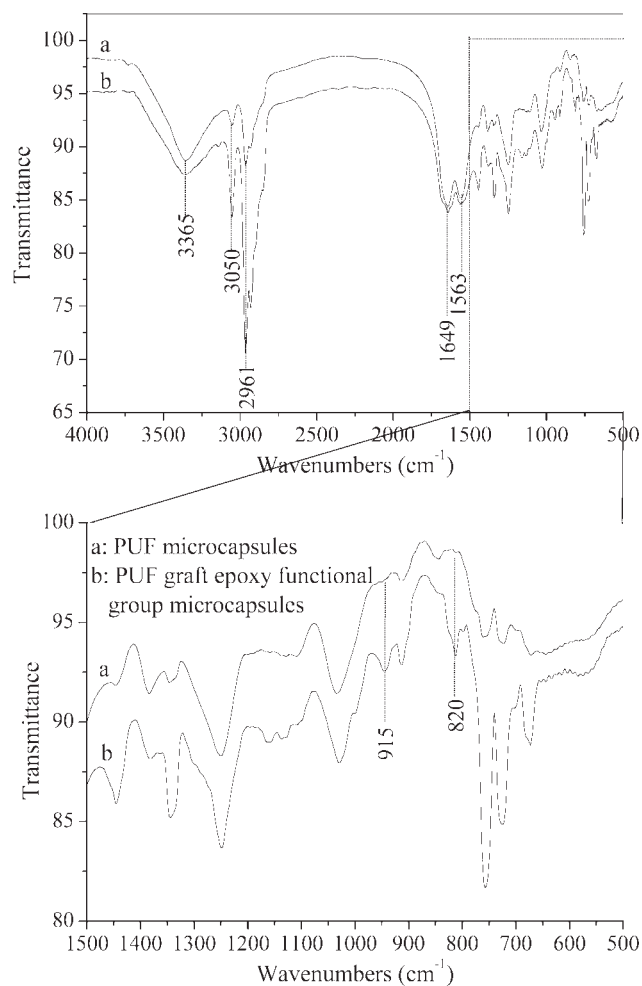 100
95
90
85
80
75
70
65
Transmittance
a
b
3365
3050
2961
1649
1563
4000 3500 3000 2500 2000 1500 1000 500
Wavenumbers (cm⁻¹)
100
95
90
85
80
Transmittance
a: PUF microcapsules
b: PUF graft epoxy functional
group microcapsules
a
b
915
820
1500 1400 1300 1200 1100 1000 900 800 700 600 500
Wavenumbers (cm⁻¹)